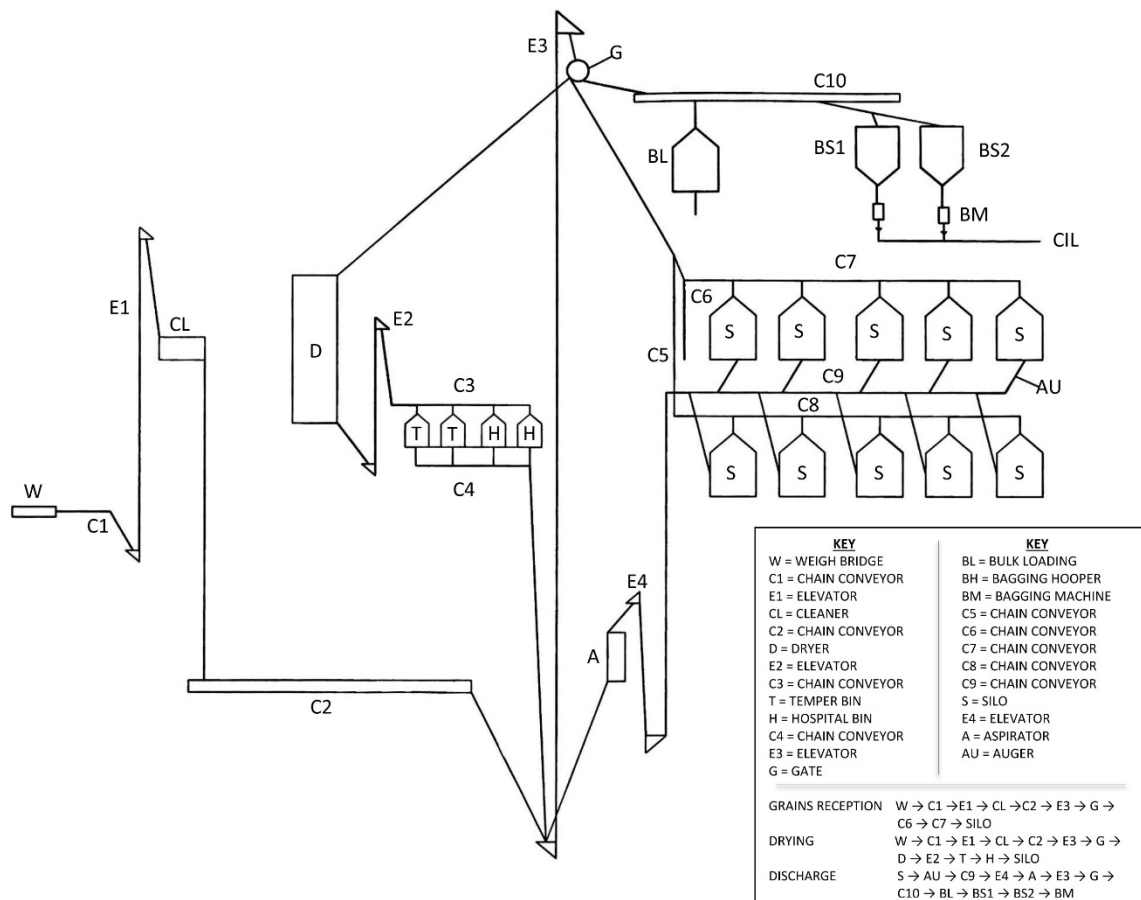 E3
G
C10
BL
BS1
BS2
BM
CIL
C7
E1
C6
CL
E2
S S S S S
D
C5
C3
C9
AU
C8
T T H H
W
C4
S S S S S
C1
E4
A
C2
KEY
W = WEIGH BRIDGE
C1 = CHAIN CONVEYOR
E1 = ELEVATOR
CL = CLEANER
C2 = CHAIN CONVEYOR
D = DRYER
E2 = ELEVATOR
C3 = CHAIN CONVEYOR
T = TEMPER BIN
H = HOSPITAL BIN
C4 = CHAIN CONVEYOR
E3 = ELEVATOR
G = GATE
KEY
BL = BULK LOADING
BH = BAGGING HOOPER
BM = BAGGING MACHINE
C5 = CHAIN CONVEYOR
C6 = CHAIN CONVEYOR
C7 = CHAIN CONVEYOR
C8 = CHAIN CONVEYOR
C9 = CHAIN CONVEYOR
S = SILO
E4 = ELEVATOR
A = ASPIRATOR
AU = AUGER
GRAINS RECEPTION W → C1 →E1 → CL →C2 → E3 → G →
C6 → C7 → SILO
DRYING W → C1 → E1 → CL → C2 → E3 → G →
D → E2 → T → H → SILO
DISCHARGE S → AU → C9 → E4 → A → E3 → G →
C10 → BL → BS1 → BS2 → BM